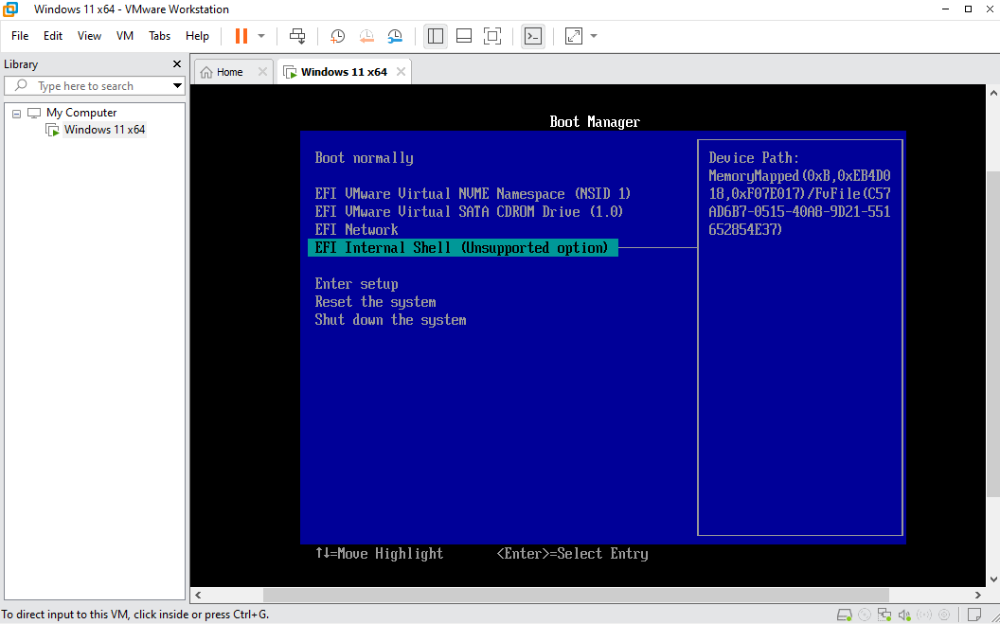 Windows 11 x64 - VMware Workstation
File Edit View VM Tabs Help
Library
Type here to search
My Computer
Windows 11 x64
Home
Windows 11 x64
Boot Manager
Boot normally
EFI VMware Virtual NVME Namespace (NSID 1)
EFI VMware Virtual SATA CDROM Drive (1.0)
EFI Network
EFI Internal Shell (Unsupported option)
Enter setup
Reset the system
Shut down the system
Device Path:
MemoryMapped(0xB,0xEB4D0
18,0xF07E017)/FvFile(C57
AD6B7-0515-40A8-9D21-551
652854E37)
↑↓=Move Highlight <Enter>=Select Entry
To direct input to this VM, click inside or press Ctrl+G.